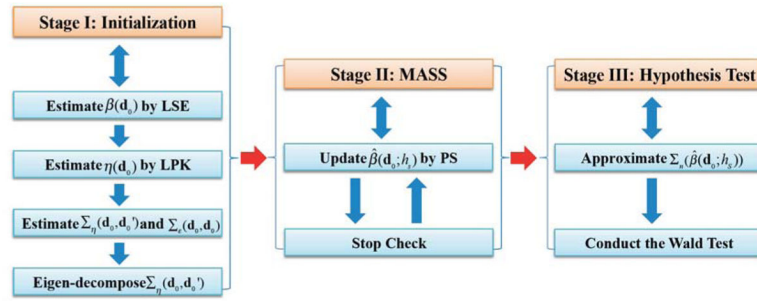 Stage I: Initialization
Estimate β(d₀) by LSE
Estimate η(d₀) by LPK
Estimate Σ_η(d₀,d₀') and Σ_ε(d₀,d₀)
Eigen-decompose Σ_η(d₀,d₀')
Stage II: MASS
Update β̂(d₀;h_s) by PS
Stop Check
Stage III: Hypothesis Test
Approximate Σ_n(β̂(d₀;h_S))
Conduct the Wald Test